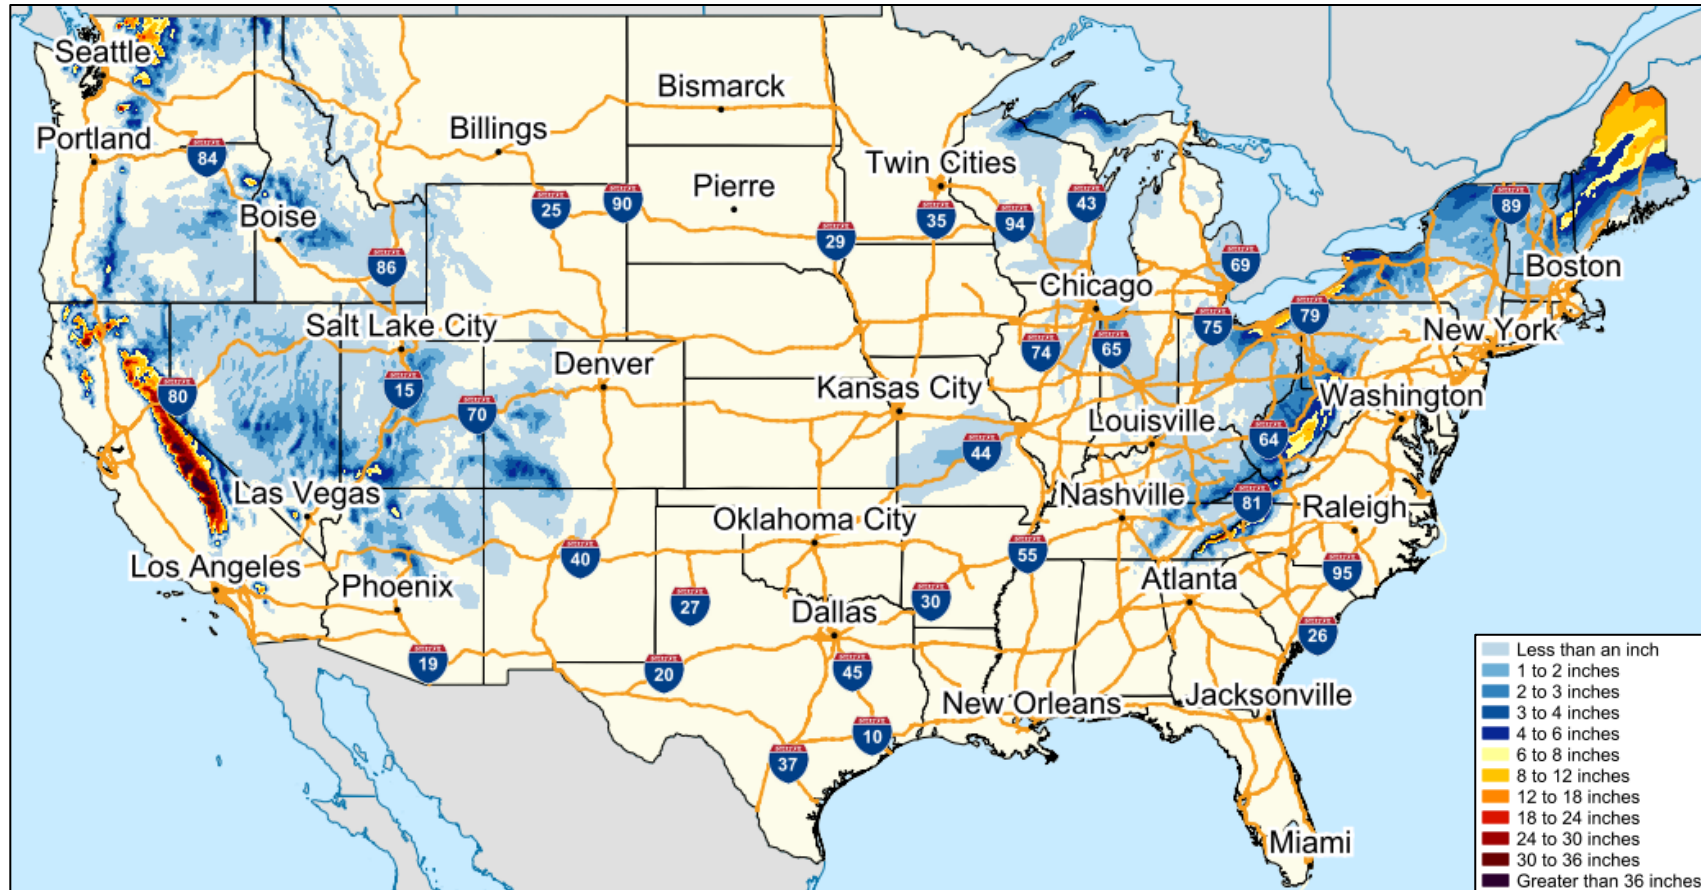 Seattle
Bismarck
Billings
Portland
84
Twin Cities
Pierre
25
90
43
89
Boise
35
94
29
86
69
Boston
Chicago
Salt Lake City
79
75
New York
74
65
Denver
15
Kansas City
80
70
Washington
Louisville
64
44
Las Vegas
Nashville
81
Raleigh
Oklahoma City
55
40
Los Angeles
Phoenix
Atlanta
95
27
30
Dallas
26
19
20
45
New Orleans
Jacksonville
10
37
Miami
Less than an inch
1 to 2 inches
2 to 3 inches
3 to 4 inches
4 to 6 inches
6 to 8 inches
8 to 12 inches
12 to 18 inches
18 to 24 inches
24 to 30 inches
30 to 36 inches
Greater than 36 inches